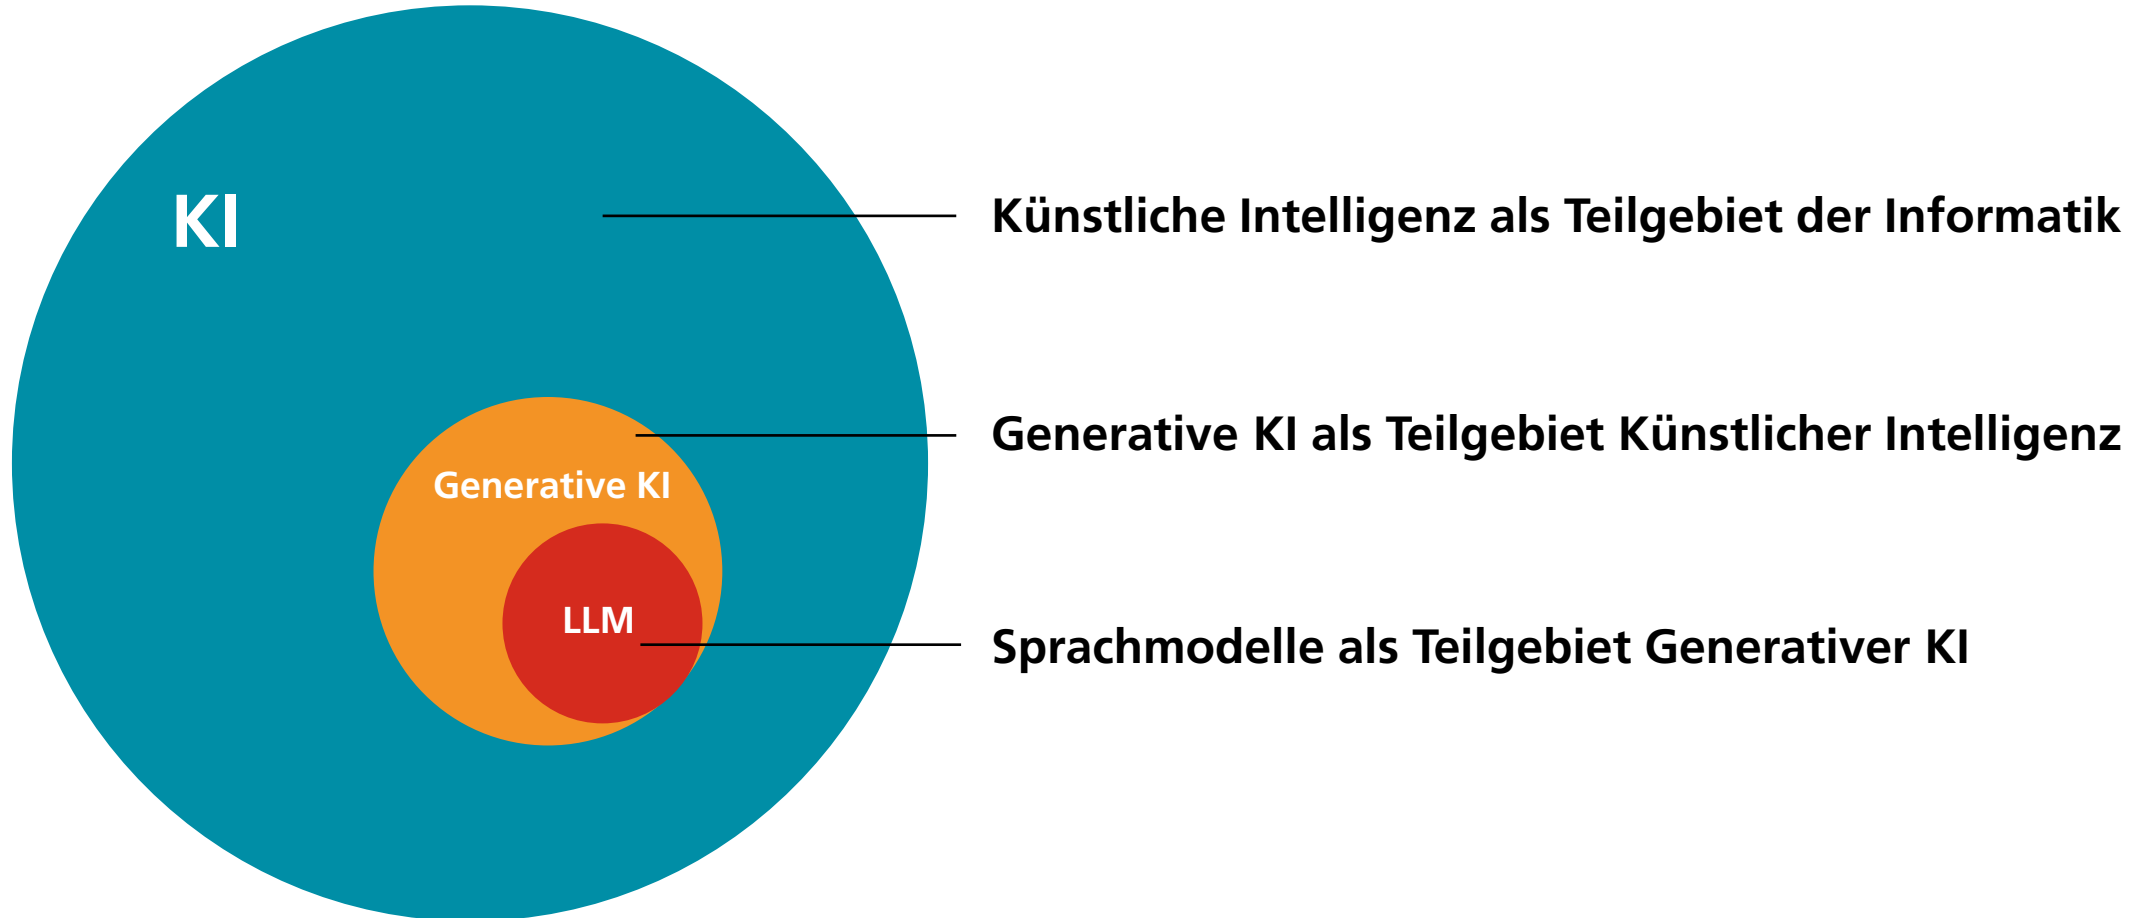 KI
Künstliche Intelligenz als Teilgebiet der Informatik
Generative KI als Teilgebiet Künstlicher Intelligenz
Generative KI
LLM
Sprachmodelle als Teilgebiet Generativer KI